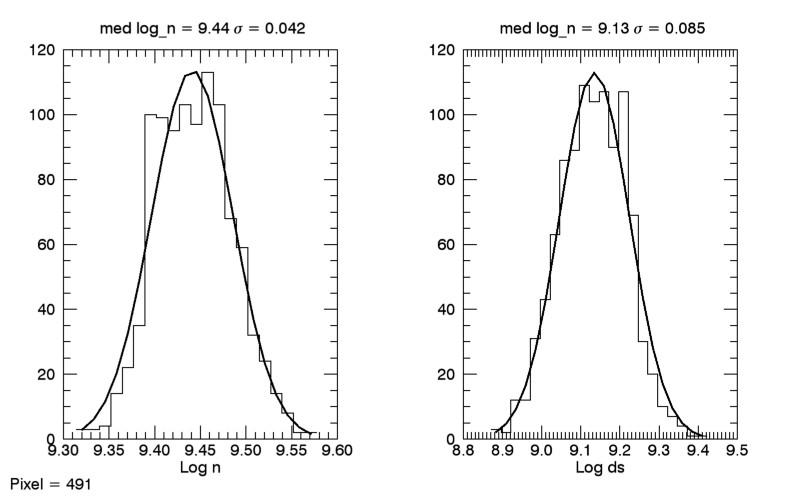 med log_n = 9.44 σ = 0.042
120
100
80
60
40
20
0
9.30 9.35 9.40 9.45 9.50 9.55 9.60
Log n
med log_n = 9.13 σ = 0.085
120
100
80
60
40
20
0
8.8 8.9 9.0 9.1 9.2 9.3 9.4 9.5
Log ds
Pixel = 491